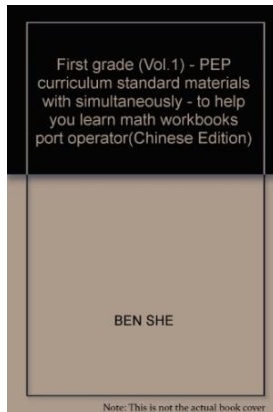 First grade (Vol.1) - PEP
curriculum standard materials
with simultaneously - to help
you learn math workbooks
port operator(Chinese Edition)
BEN SHE
Note: This is not the actual book cover